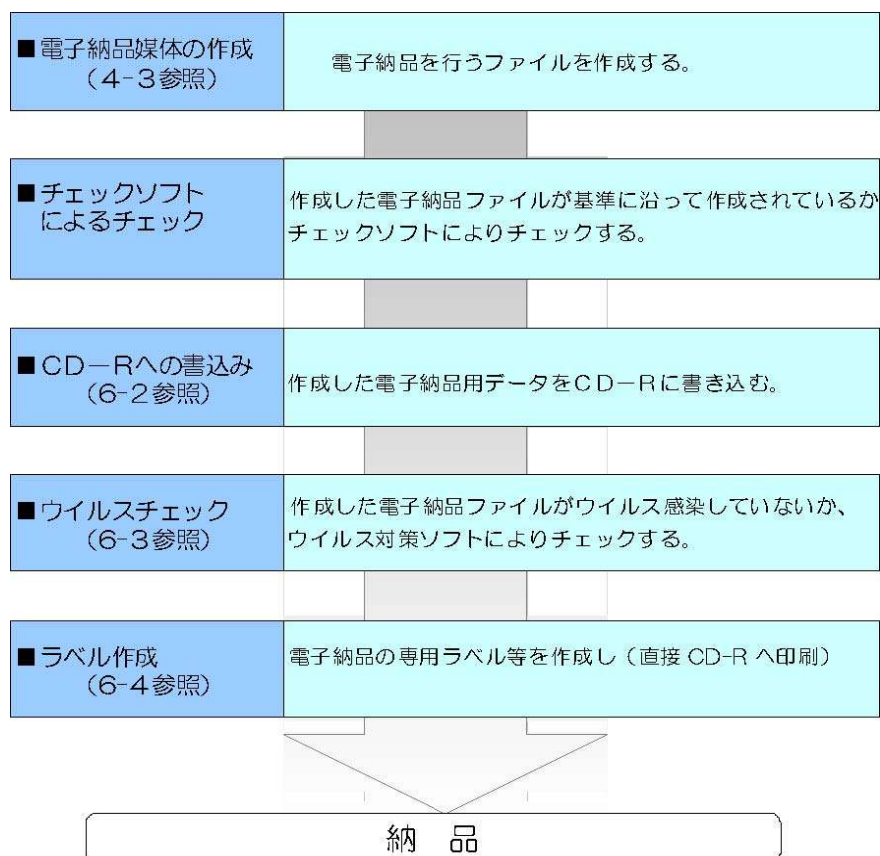 ■電子納品媒体の作成
（4-3参照）
電子納品を行うファイルを作成する。
■チェックソフト
によるチェック
作成した電子納品ファイルが基準に沿って作成されているか
チェックソフトによりチェックする。
■CD－Rへの書込み
（6-2参照）
作成した電子納品用データをCD－Rに書き込む。
■ウイルスチェック
（6-3参照）
作成した電子納品ファイルがウイルス感染していないか、
ウイルス対策ソフトによりチェックする。
■ラベル作成
（6-4参照）
電子納品の専用ラベル等を作成し（直接 CD-R へ印刷）
納　品